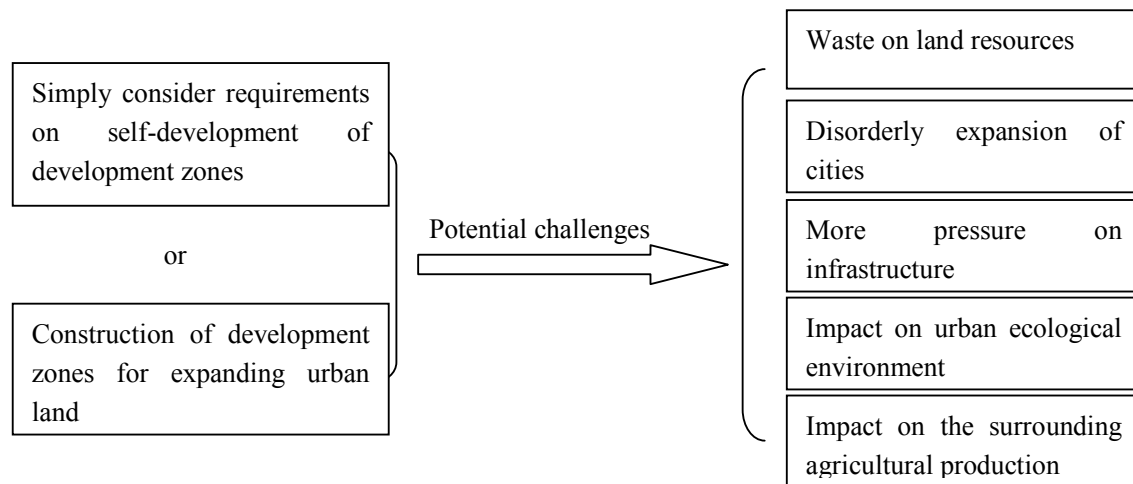 Simply consider requirements
on self-development of
development zones
or
Construction of development
zones for expanding urban
land
Potential challenges
Waste on land resources
Disorderly expansion of
cities
More pressure on
infrastructure
Impact on urban ecological
environment
Impact on the surrounding
agricultural production